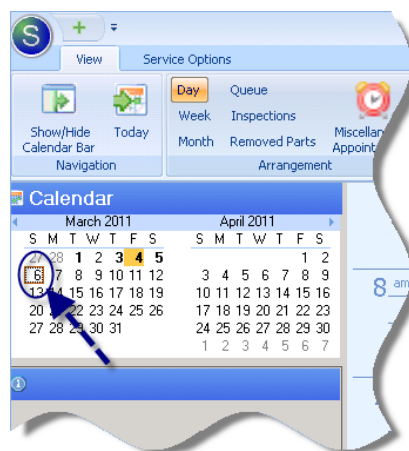 S
View Service Options
Day Queue
Week Inspections
Month Removed Parts
Show/Hide
Calendar Bar
Today
Navigation
Arrangement
Calendar
March 2011
S M T W T F S
27 28 1 2 3 4 5
6 7 8 9 10 11 12
13 14 15 16 17 18 19
20 22 23 24 25 26
27 28 29 30 31
April 2011
S M T W T F S
1 2
3 4 5 6 7 8 9
10 11 12 13 14 15 16
17 18 19 20 21 22 23
24 25 26 27 28 29 30
1 2 3 4 5 6 7
8 am